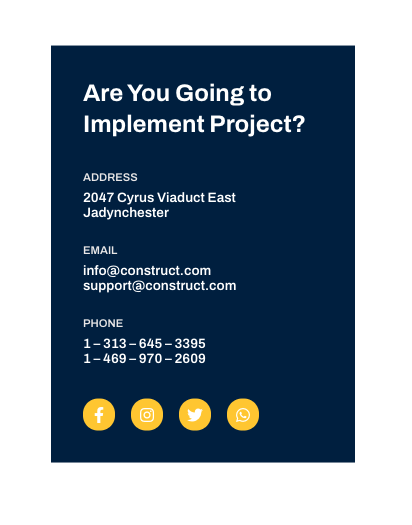 Are You Going to
Implement Project?
ADDRESS
2047 Cyrus Viaduct East
Jadynchester
EMAIL
info@construct.com
support@construct.com
PHONE
1 – 313 – 645 – 3395
1 – 469 – 970 – 2609